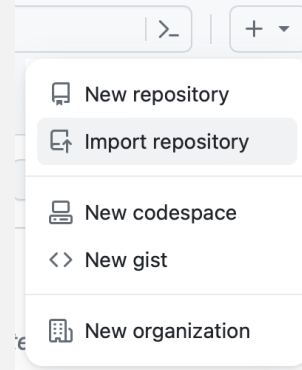 New repository
Import repository
New codespace
New gist
New organization